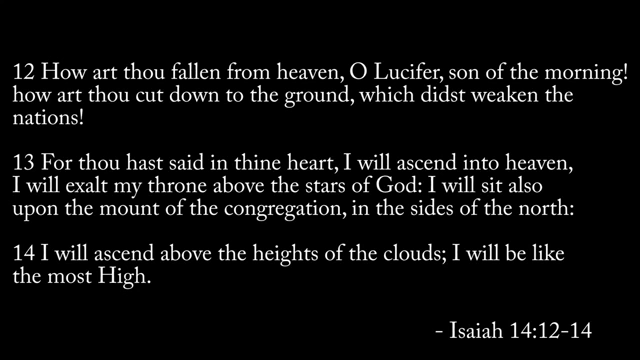 12 How art thou fallen from heaven, O Lucifer, son of the morning!
how art thou cut down to the ground, which didst weaken the
nations!
13 For thou hast said in thine heart, I will ascend into heaven,
I will exalt my throne above the stars of God: I will sit also
upon the mount of the congregation, in the sides of the north:
14 I will ascend above the heights of the clouds; I will be like
the most High.
- Isaiah 14:12-14